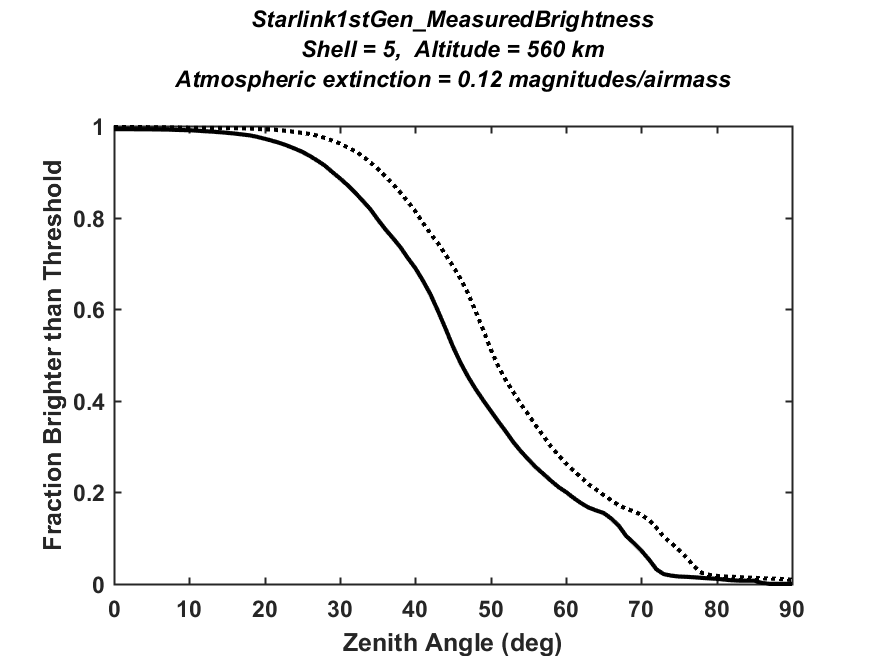 Starlink1stGen_MeasuredBrightness
Shell = 5,  Altitude = 560 km
Atmospheric extinction = 0.12 magnitudes/airmass
Fraction Brighter than Threshold
1
0.8
0.6
0.4
0.2
0
0 10 20 30 40 50 60 70 80 90
Zenith Angle (deg)